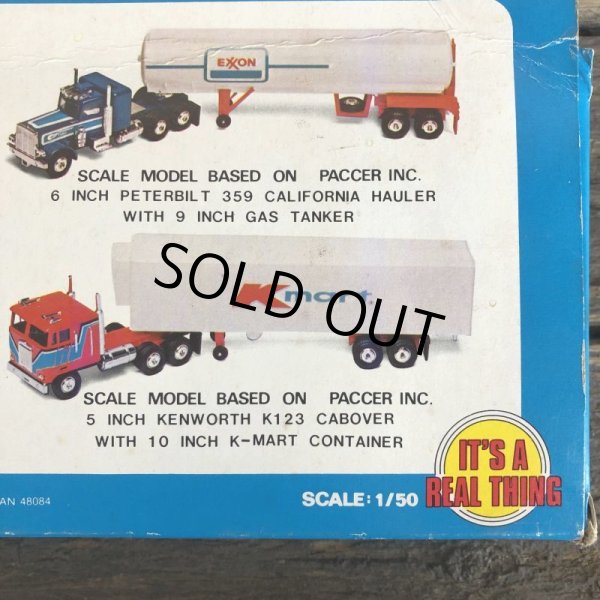 EXXON
SCALE MODEL BASED ON PACCER INC.
6 INCH PETERBILT 359 CALIFORNIA HAULER
WITH 9 INCH GAS TANKER
Kmart
SOLD OUT
SCALE MODEL BASED ON PACCER INC.
5 INCH KENWORTH K123 CABOVER
WITH 10 INCH K-MART CONTAINER
IT'S A
REAL THING
AN 48084
SCALE: 1/50